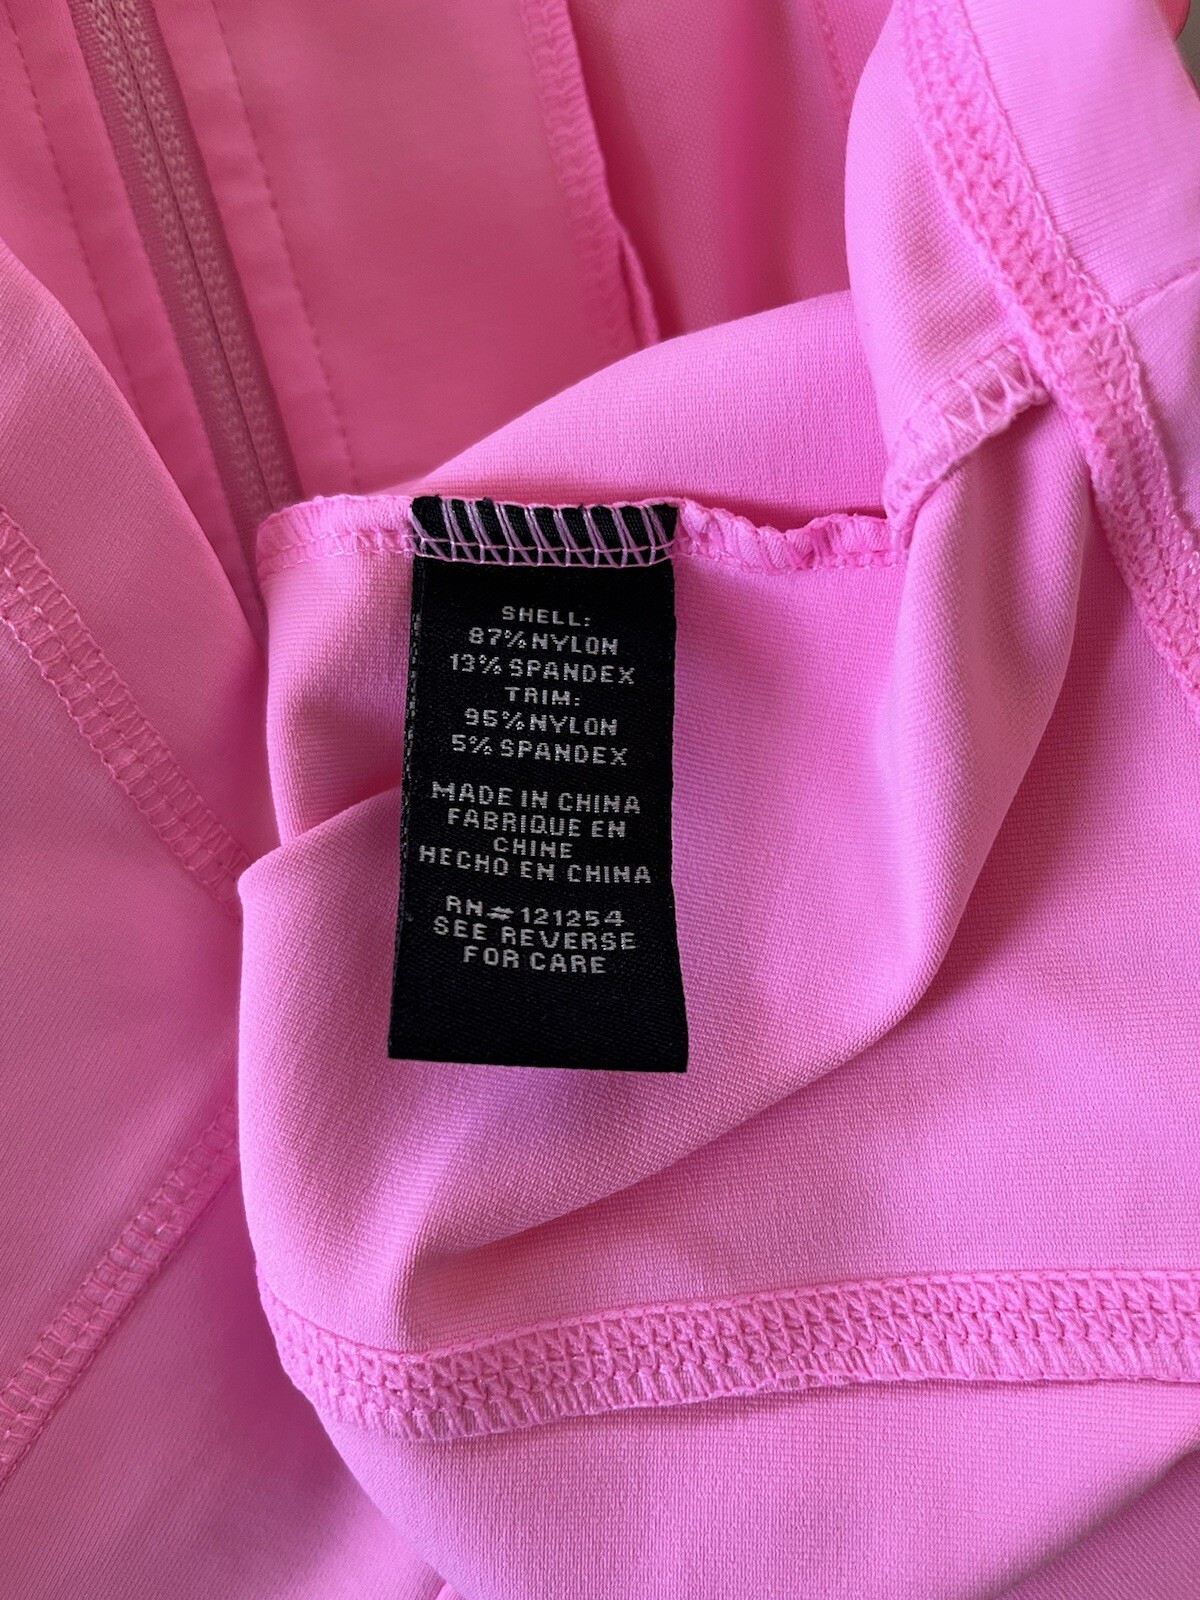 SHELL:
87% NYLON
13% SPANDEX
TRIM:
95% NYLON
5% SPANDEX
MADE IN CHINA
FABRIQUE EN
CHINE
HECHO EN CHINA
RN# 121254
SEE REVERSE
FOR CARE